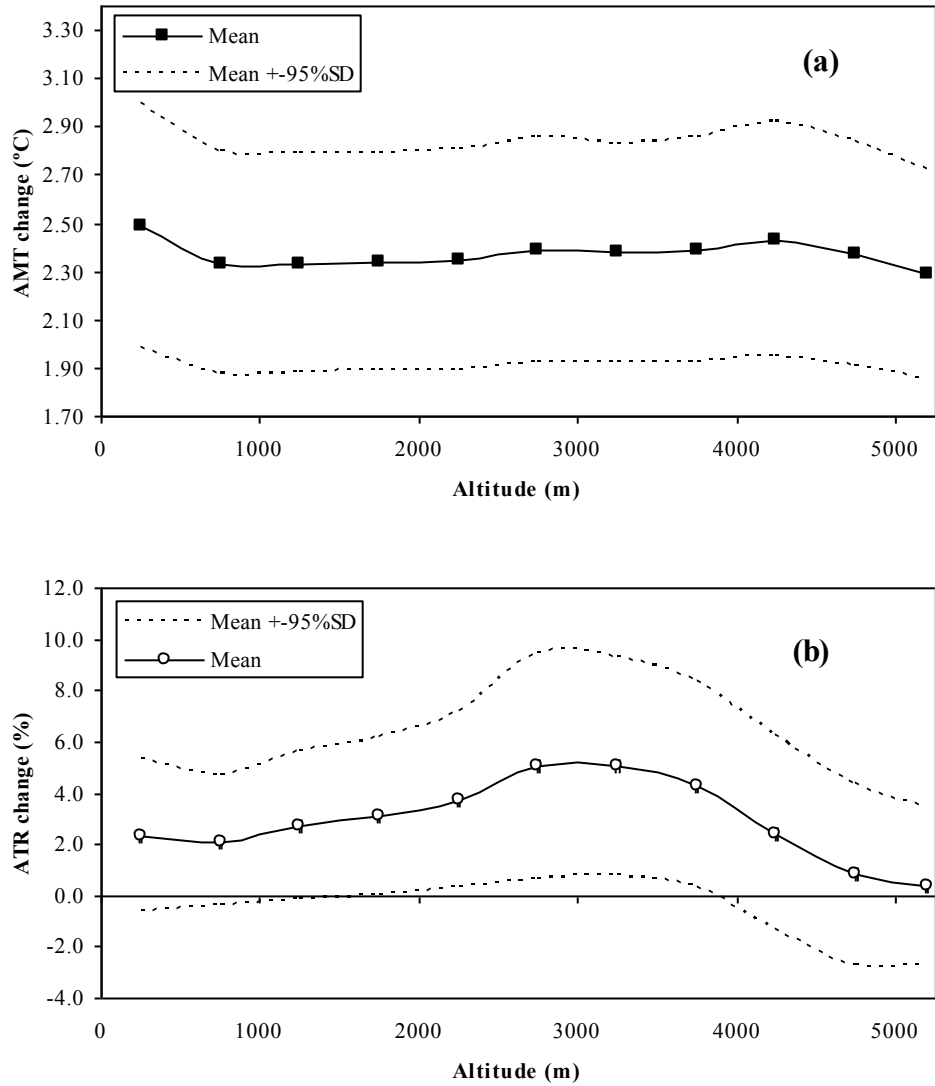 3.30
3.10
2.90
2.70
2.50
2.30
2.10
1.90
1.70
AMT change (ºC)
Mean
Mean +-95%SD
(a)
0 1000 2000 3000 4000 5000
Altitude (m)
12.0
10.0
8.0
6.0
4.0
2.0
0.0
-2.0
-4.0
ATR change (%)
Mean +-95%SD
Mean
(b)
0 1000 2000 3000 4000 5000
Altitude (m)